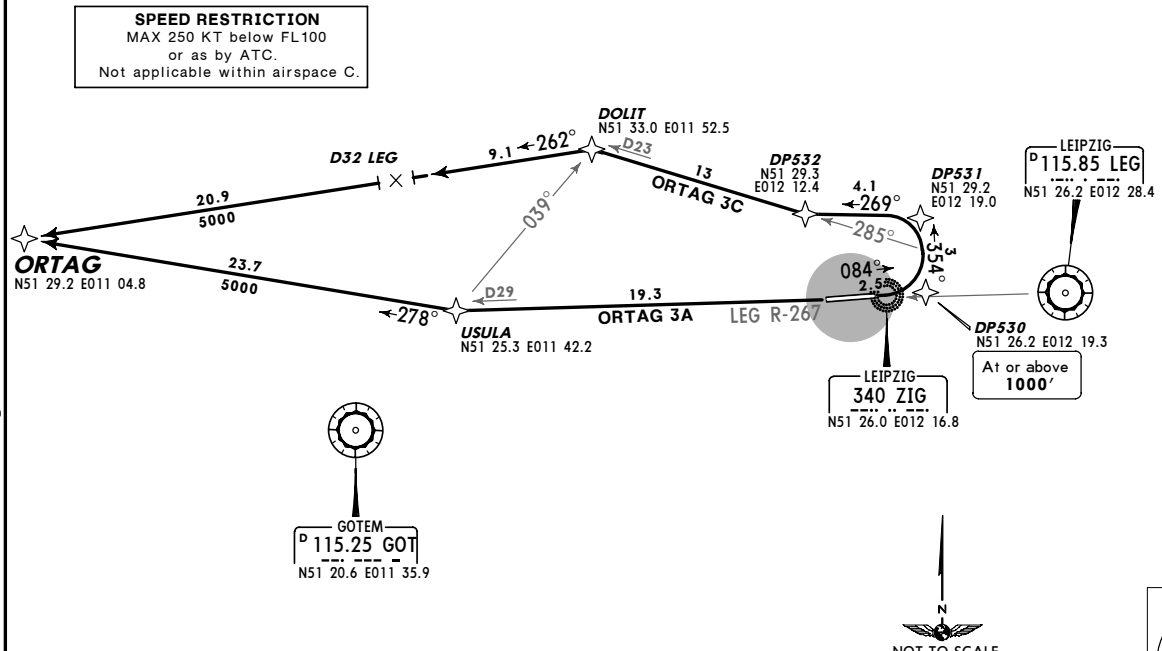 SPEED RESTRICTION
MAX 250 KT below FL100
or as by ATC.
Not applicable within airspace C.
DOLIT
N51 33.0 E011 52.5
D32 LEG
9.1
262°
D23
13
ORTAG 3C
DP532
N51 29.3
E012 12.4
4.1
269°
DP531
N51 29.2
E012 19.0
LEIPZIG
D 115.85 LEG
N51 26.2 E012 28.4
20.9
5000
039°
285°
3
354°
084°
2.5
ORTAG
N51 29.2 E011 04.8
23.7
5000
278°
D29
19.3
ORTAG 3A
LEG R-267
USULA
N51 25.3 E011 42.2
DP530
N51 26.2 E012 19.3
At or above
1000'
LEIPZIG
340 ZIG
N51 26.0 E012 16.8
GOTEM
D 115.25 GOT
N51 20.6 E011 35.9
N
NOT TO SCALE